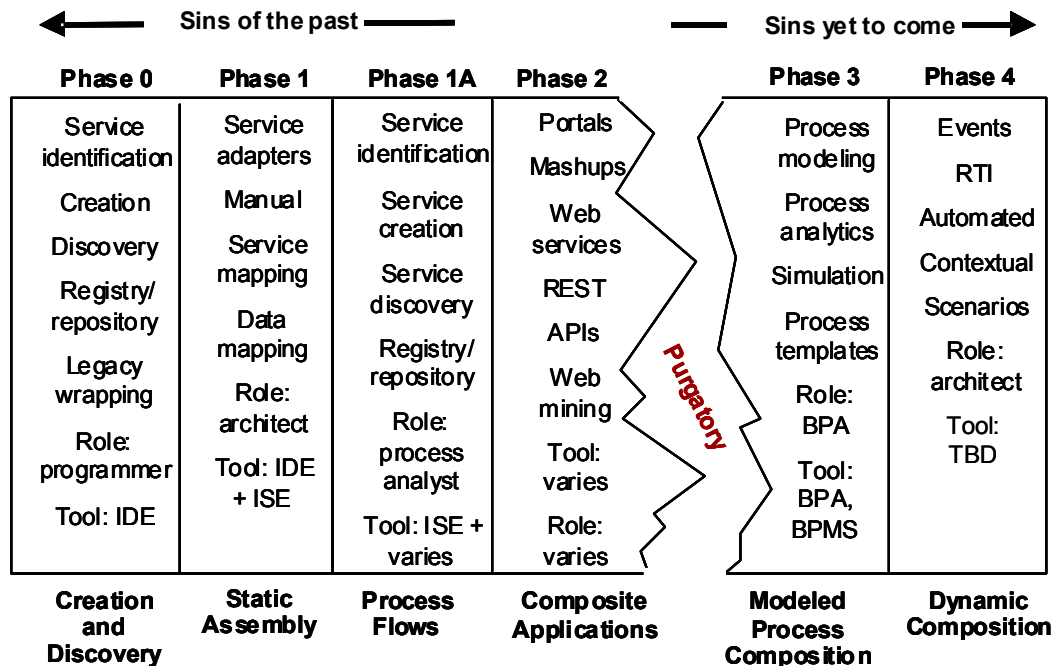 Sins of the past
Sins yet to come
Phase 0
Phase 1
Phase 1A
Phase 2
Phase 3
Phase 4
Service
identification
Creation
Discovery
Registry/
repository
Legacy
wrapping
Role:
programmer
Tool: IDE
Service
adapters
Manual
Service
mapping
Data
mapping
Role:
architect
Tool: IDE
+ ISE
Service
identification
Service
creation
Service
discovery
Registry/
repository
Role:
process
analyst
Tool: ISE +
varies
Portals
Mashups
Web
services
REST
APIs
Web
mining
Tool:
varies
Role:
varies
Purgatory
Process
modeling
Process
analytics
Simulation
Process
templates
Role:
BPA
Tool:
BPA,
BPMS
Events
RTI
Automated
Contextual
Scenarios
Role:
architect
Tool:
TBD
Creation
and
Discovery
Static
Assembly
Process
Flows
Composite
Applications
Modeled
Process
Composition
Dynamic
Composition